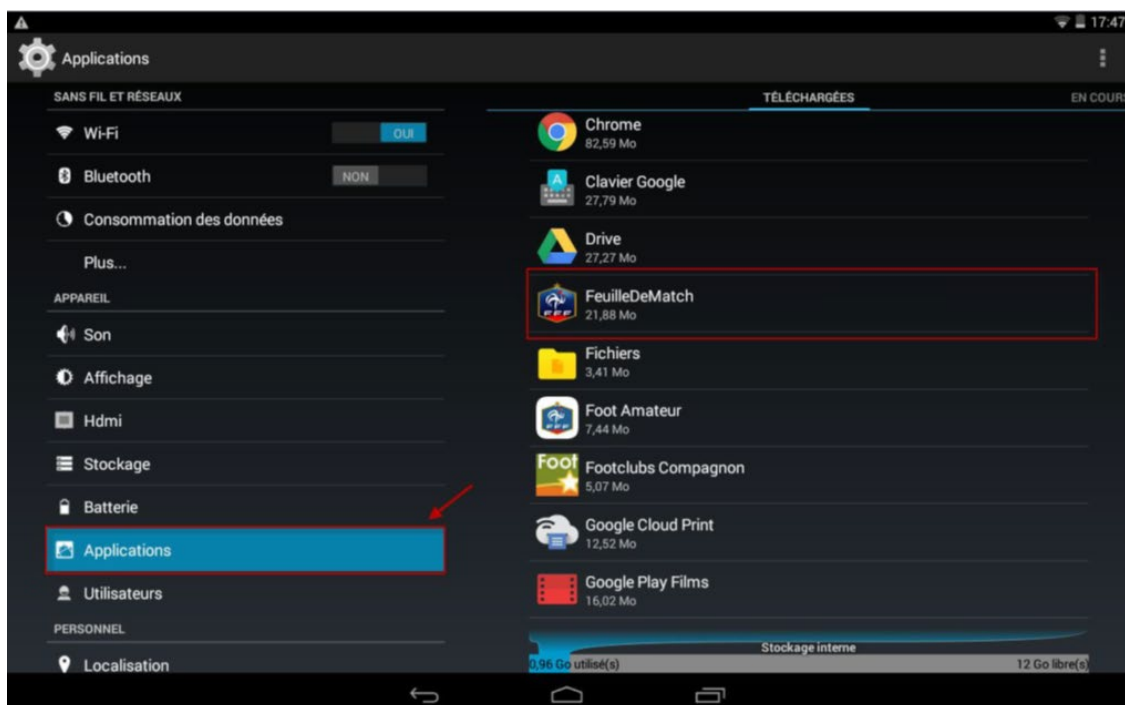 17:47
Applications
SANS FIL ET RÉSEAUX
Wi-Fi
OUI
Bluetooth
NON
Consommation des données
Plus...
APPAREIL
Son
Affichage
Hdmi
Stockage
Batterie
Applications
Utilisateurs
PERSONNEL
Localisation
TÉLÉCHARGÉES
EN COURS
Chrome
82,59 Mo
Clavier Google
27,79 Mo
Drive
27,27 Mo
FeuilleDeMatch
21,88 Mo
Fichiers
3,41 Mo
Foot Amateur
7,44 Mo
Foot
Footclubs Compagnon
5,07 Mo
Google Cloud Print
12,52 Mo
Google Play Films
16,02 Mo
Stockage interne
0,96 Go utilisé(s)
12 Go libre(s)